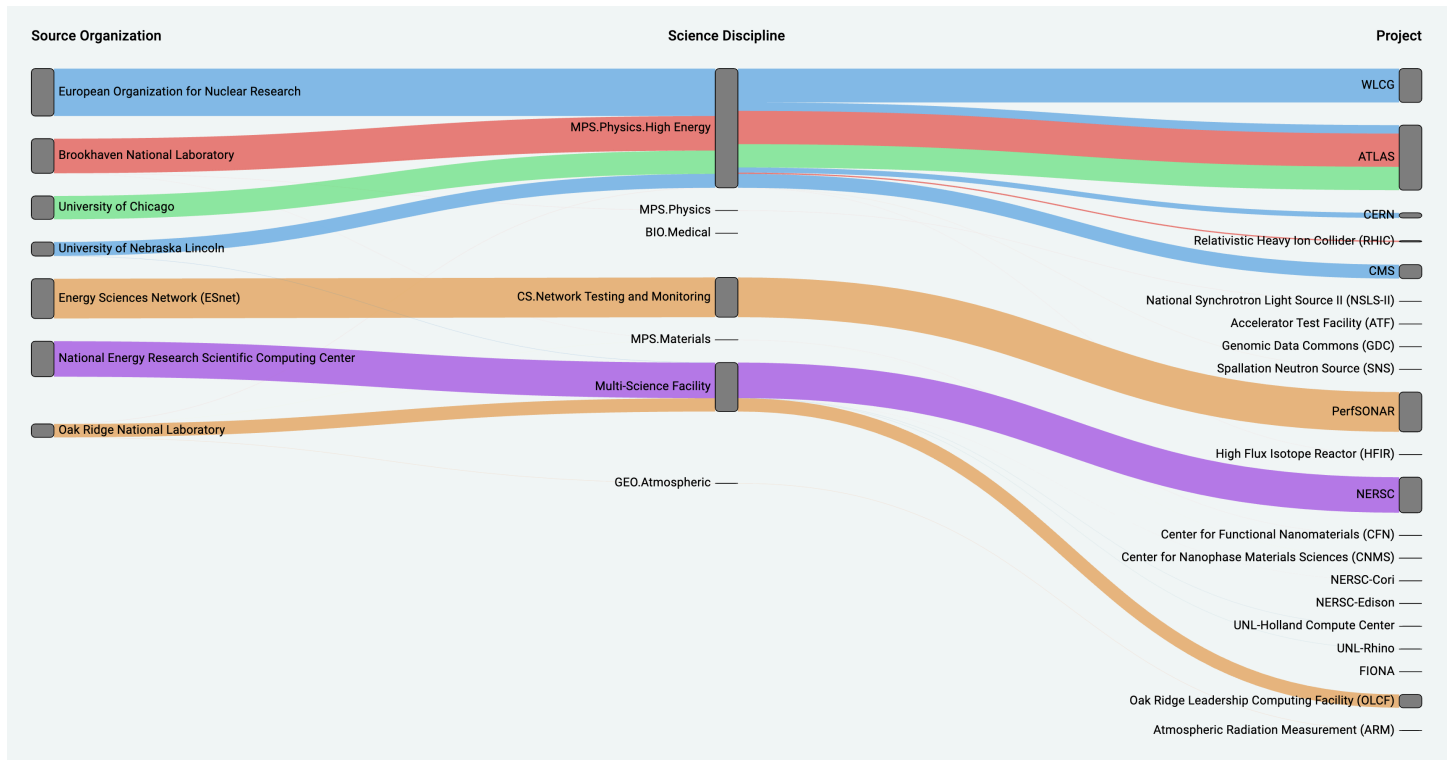 Source Organization
Science Discipline
Project
European Organization for Nuclear Research
Brookhaven National Laboratory
University of Chicago
University of Nebraska Lincoln
Energy Sciences Network (ESnet)
National Energy Research Scientific Computing Center
Oak Ridge National Laboratory
MPS.Physics.High Energy
MPS.Physics
BIO.Medical
CS.Network Testing and Monitoring
MPS.Materials
Multi-Science Facility
GEO.Atmospheric
WLCG
ATLAS
CERN
Relativistic Heavy Ion Collider (RHIC)
CMS
National Synchrotron Light Source II (NSLS-II)
Accelerator Test Facility (ATF)
Genomic Data Commons (GDC)
Spallation Neutron Source (SNS)
PerfSONAR
High Flux Isotope Reactor (HFIR)
NERSC
Center for Functional Nanomaterials (CFN)
Center for Nanophase Materials Sciences (CNMS)
NERSC-Cori
NERSC-Edison
UNL-Holland Compute Center
UNL-Rhino
FIONA
Oak Ridge Leadership Computing Facility (OLCF)
Atmospheric Radiation Measurement (ARM)